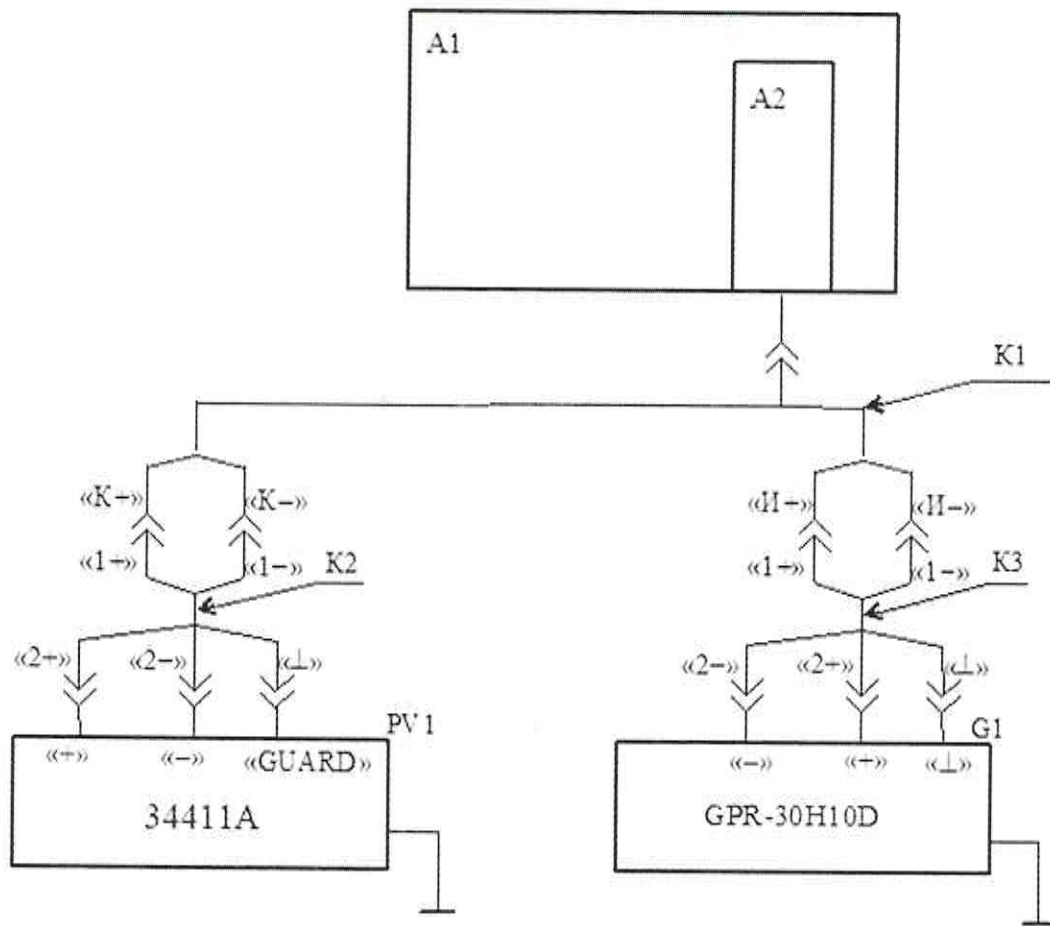 A1
A2
K1
«К+» «К−» «И+» «И−»
«1+» «1−» K2 «1+» «1−» K3
«2+» «2−» «⊥» «2−» «2+» «⊥»
PV1 G1
«+» «−» «GUARD» «−» «+» «⊥»
34411A GPR-30H10D